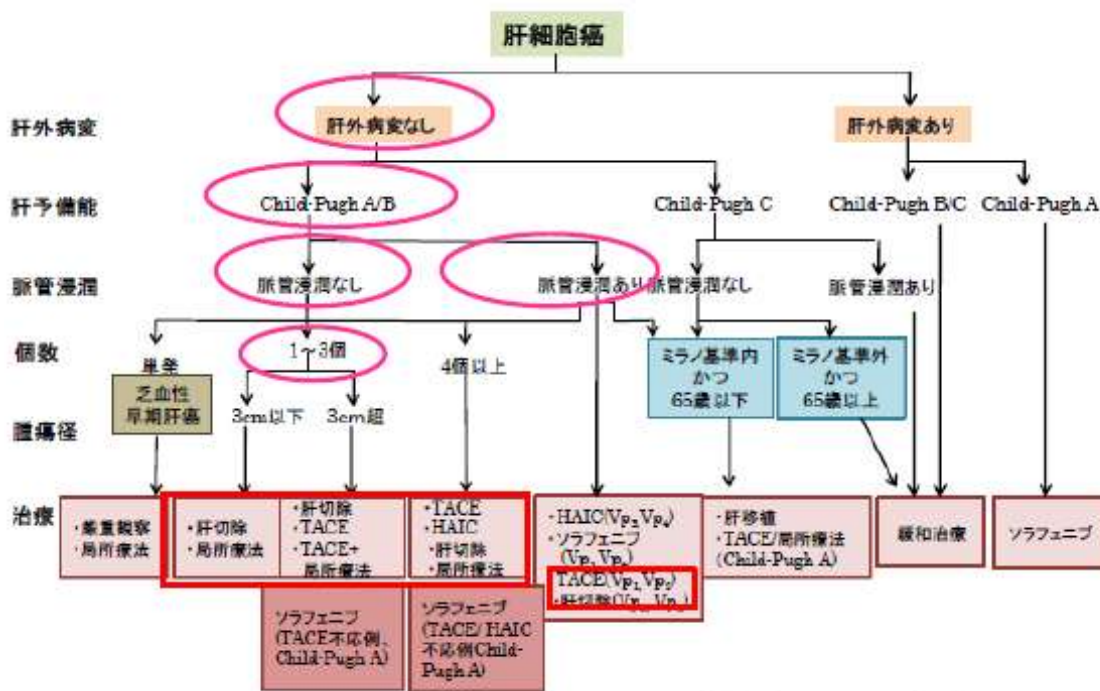 肝細胞癌
肝外病変
肝外病変なし
肝外病変あり
肝予備能
Child-Pugh A/B
Child-Pugh C
Child-Pugh B/C
Child-Pugh A
脈管浸潤
脈管浸潤なし
脈管浸潤あり
脈管浸潤なし
脈管浸潤あり
個数
単発
1～3個
4個以上
ミラノ基準内
かつ
65歳以下
ミラノ基準外
かつ
65歳以上
乏血性
早期肝癌
腫瘍径
3cm以下
3cm超
治療
・厳重観察
・局所療法
・肝切除
・局所療法
・肝切除
・TACE
・TACE+
局所療法
・TACE
・HAIC
・肝切除
・局所療法
・HAIC(Vp3,Vp4)
・ソラフェニブ
TACE(Vp1,Vp2)
・肝切除
・肝移植
・TACE/局所療法
(Child-Pugh A)
緩和治療
ソラフェニブ
ソラフェニブ
(TACE不応例、
Child-Pugh A)
ソラフェニブ
(TACE/ HAIC
不応例Child-
Pugh A)